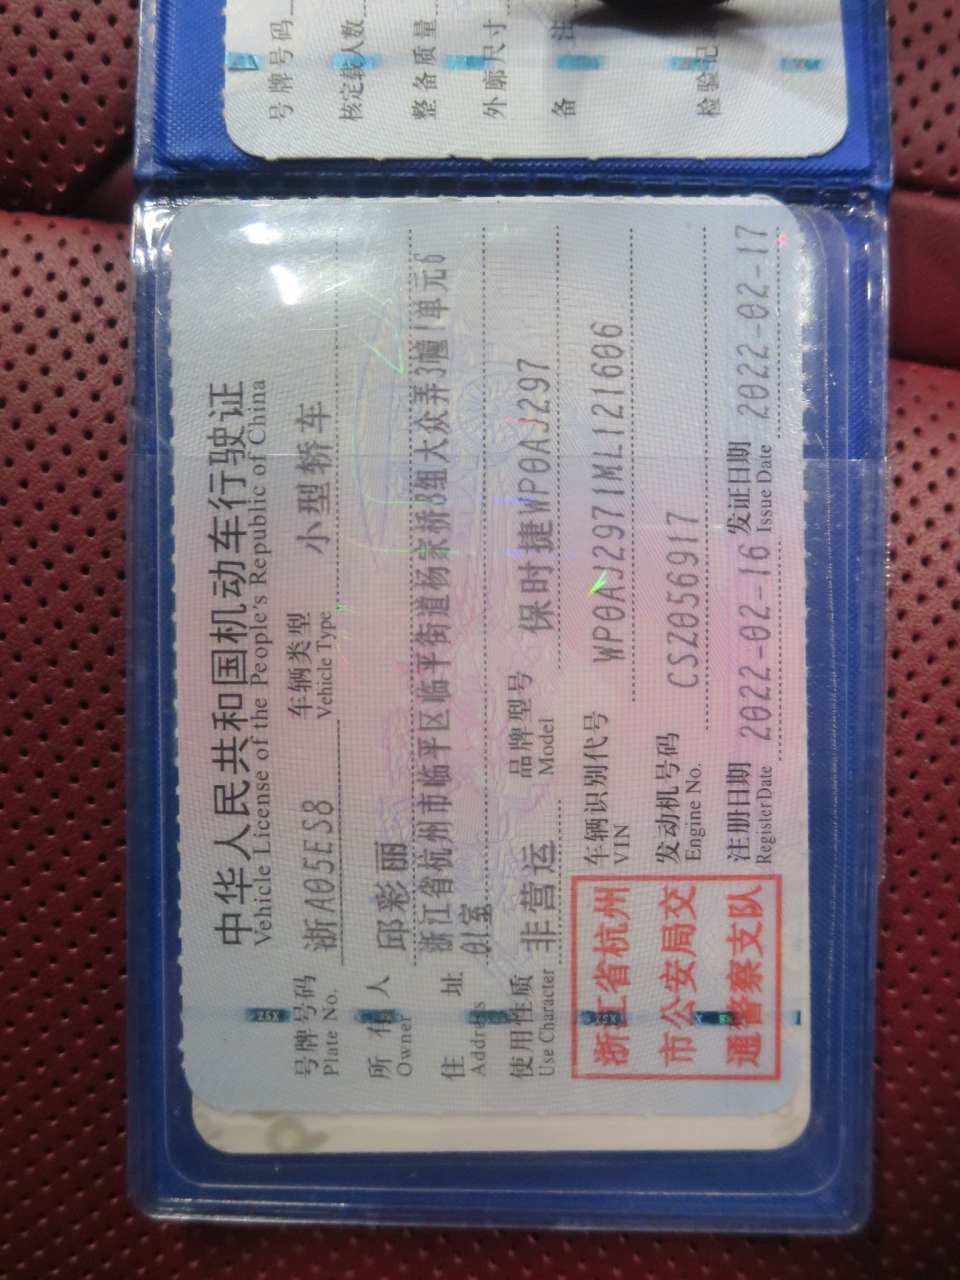 中华人民共和国机动车行驶证
Vehicle License of the People's Republic of China
号牌号码 浙A05ES8 车辆类型 小型轿车
Plate No. Vehicle Type
所有人 邱彩丽
Owner
住址 浙江省杭州市临平区临平街道杨家桥8组大众弄3幢1单元6
01室
Address
使用性质 非营运 品牌型号 保时捷WP0AJ297
Use Character Model
浙江省杭州
市公安局交
通警察支队
车辆识别代号 WP0AJ2971ML121606
VIN
发动机号码 CSZ056917
Engine No.
注册日期 2022-02-16 发证日期 2022-02-17
Register Date Issue Date
号牌号码
核定载人数
整备质量
外廓尺寸
备注
检验记录